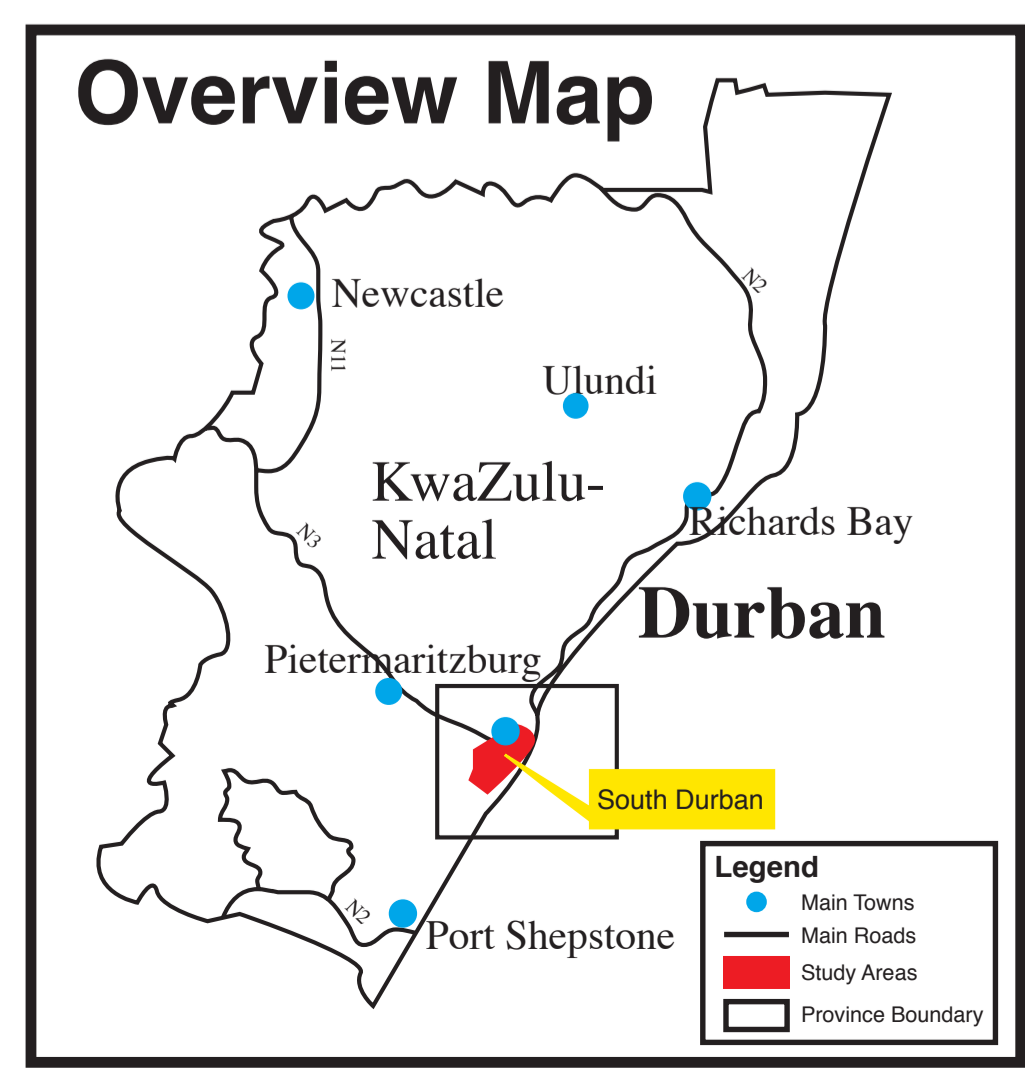 Overview Map
N2
Newcastle
N11
Ulundi
KwaZulu-
Natal
Richards Bay
N3
Durban
Pietermaritzburg
South Durban
N2
Port Shepstone
Legend
Main Towns
Main Roads
Study Areas
Province Boundary